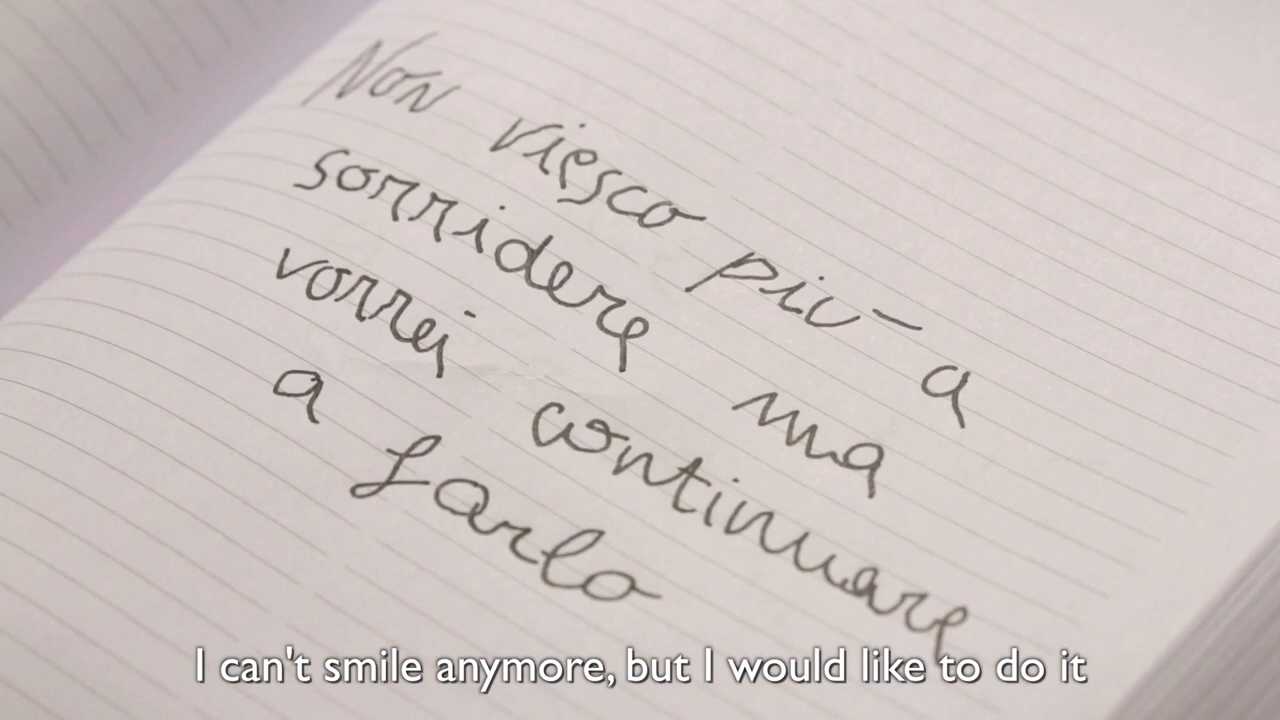 Non riesco più a
sorridere ma
vorrei continuare
a farlo
I can't smile anymore, but I would like to do it